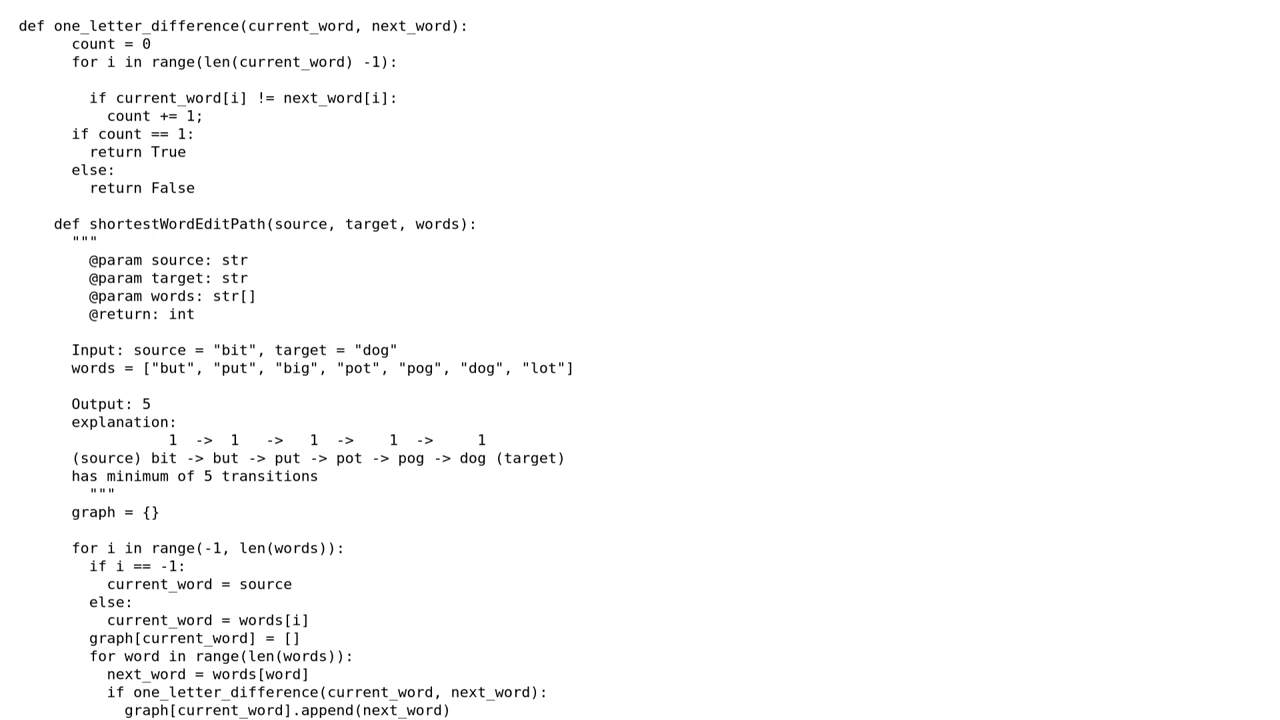 def one_letter_difference(current_word, next_word):
      count = 0
      for i in range(len(current_word) -1):

        if current_word[i] != next_word[i]:
          count += 1;
      if count == 1:
        return True
      else:
        return False

    def shortestWordEditPath(source, target, words):
      """
        @param source: str
        @param target: str
        @param words: str[]
        @return: int

      Input: source = "bit", target = "dog"
      words = ["but", "put", "big", "pot", "pog", "dog", "lot"]

      Output: 5
      explanation:
                 1  ->  1   ->   1  ->    1  ->     1
      (source) bit -> but -> put -> pot -> pog -> dog (target)
      has minimum of 5 transitions
        """
      graph = {}

      for i in range(-1, len(words)):
        if i == -1:
          current_word = source
        else:
          current_word = words[i]
        graph[current_word] = []
        for word in range(len(words)):
          next_word = words[word]
          if one_letter_difference(current_word, next_word):
            graph[current_word].append(next_word)